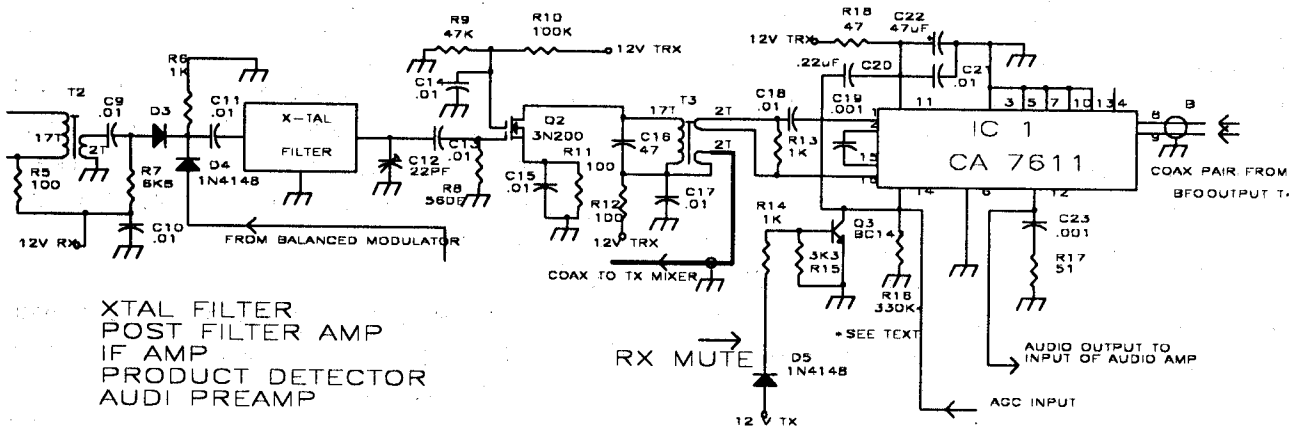 T2
17T
2T
R5
100
12V RX
C9
.01
R7
6K8
C10
.01
D3
R6
1K
D4
1N4148
C11
.01
X-TAL
FILTER
FROM BALANCED MODULATOR
C12
22PF
C13
.01
R8
560E
R9
47K
R10
100K
12V TRX
C14
.01
Q2
3N200
C15
.01
R11
100
R12
100
12V TRX
C16
47
17T
T3
2T
2T
C17
.01
COAX TO TX MIXER
C18
.01
R13
1K
C19
.001
12V TRX
R18
47
C22
47uF
.22uF
C20
C21
.01
1
2
15
16
11
3
5
7
10
13
4
14
6
12
8
9
IC 1
CA 7611
B
COAX PAIR FROM
BFO OUTPUT T
R14
1K
3K3
R15
Q3
BC14
R16
330K*
*SEE TEXT
C23
.001
R17
51
AUDIO OUTPUT TO
INPUT OF AUDIO AMP
AGC INPUT
RX MUTE
D5
1N4148
12 V TX
XTAL FILTER
POST FILTER AMP
IF AMP
PRODUCT DETECTOR
AUDI PREAMP